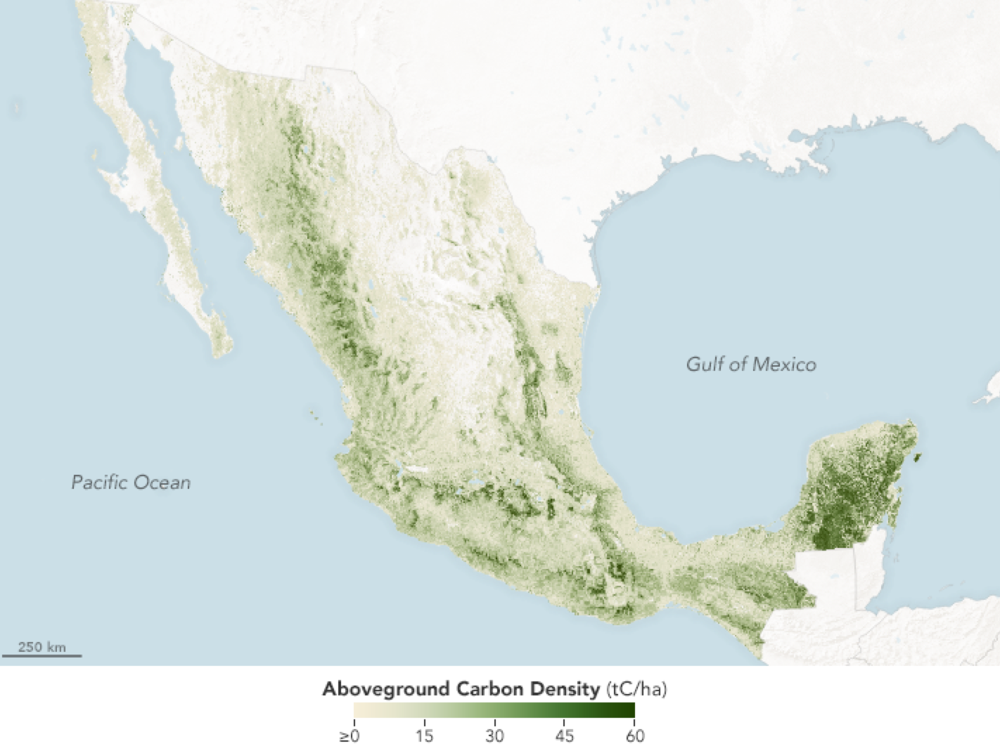 Gulf of Mexico
Pacific Ocean
250 km
Aboveground Carbon Density (tC/ha)
≥0 15 30 45 60